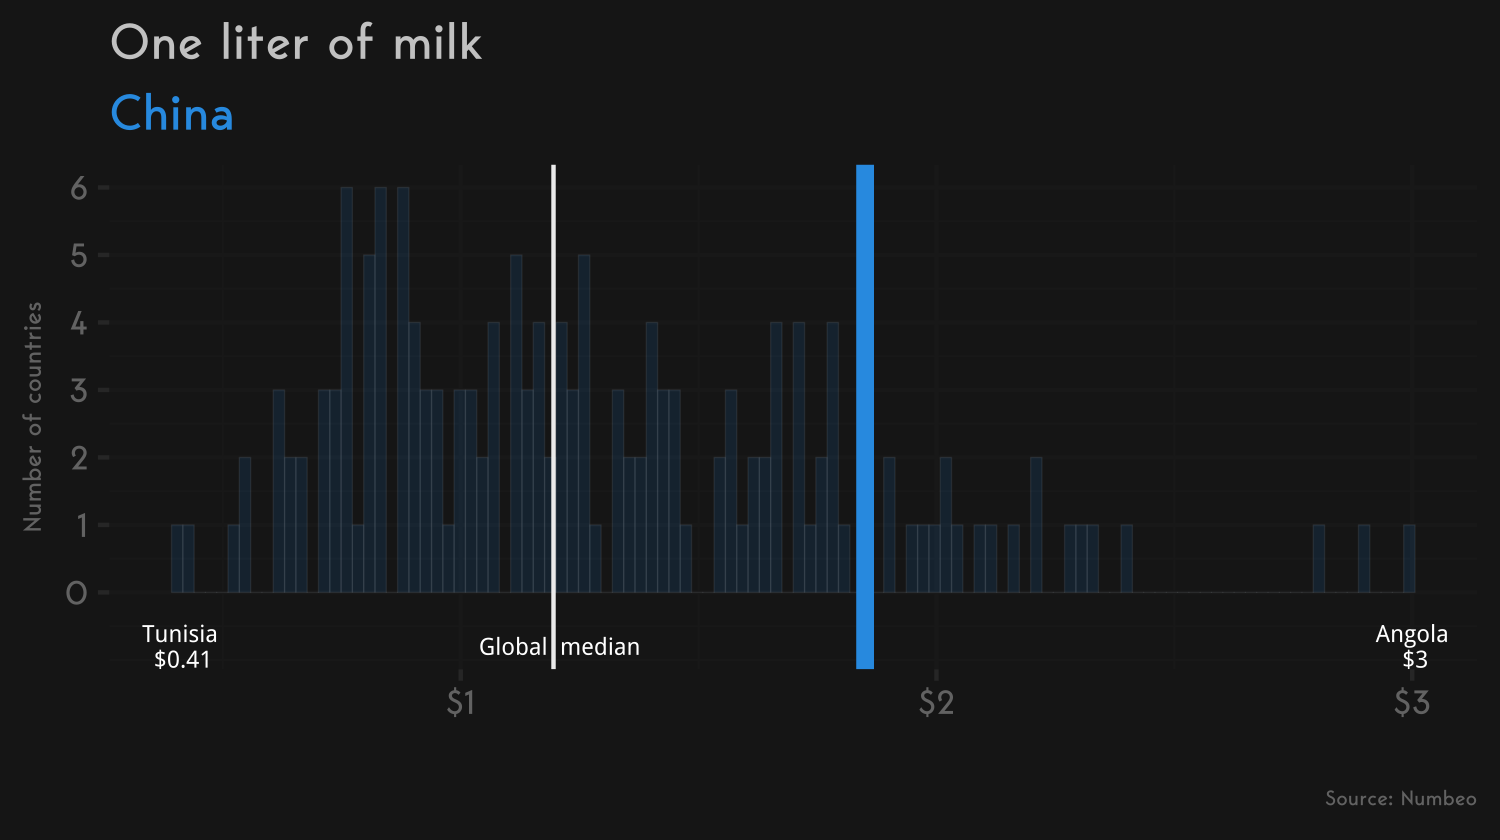 One liter of milk
China
6
5
4
3
2
1
0
Number of countries
Tunisia
$0.41
Global median
Angola
$3
$1
$2
$3
Source: Numbeo